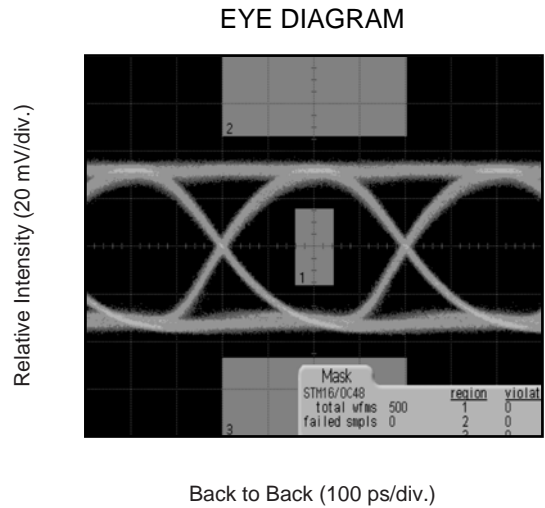 EYE DIAGRAM
Relative Intensity (20 mV/div.)
2
1
3
Mask
STM16/OC48 region violat
total wfms 500 1 0
failed smpls 0 2 0
Back to Back (100 ps/div.)